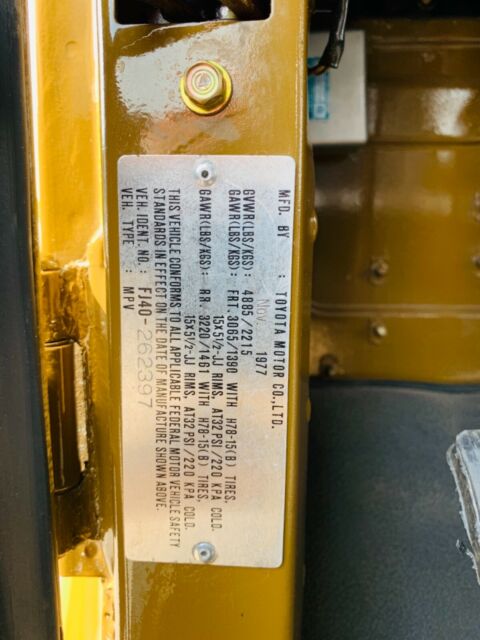 MFD. BY : TOYOTA MOTOR CO.,LTD.
Nov. 1977
GVWR(LBS/KGS): 4885/2215
GAWR(LBS/KGS): FRT. 3065/1390 WITH H78-15(B) TIRES,
15X5½-JJ RIMS, AT32PSI/220 KPA COLD.
GAWR(LBS/KGS): RR. 3220/1461 WITH H78-15(B) TIRES,
15X5½-JJ RIMS, AT32PSI/220 KPA COLD.
THIS VEHICLE CONFORMS TO ALL APPLICABLE FEDERAL MOTOR VEHICLE SAFETY
STANDARDS IN EFFECT ON THE DATE OF MANUFACTURE SHOWN ABOVE.
VEH. IDENT. NO.: FJ40-262397
VEH. TYPE : MPV